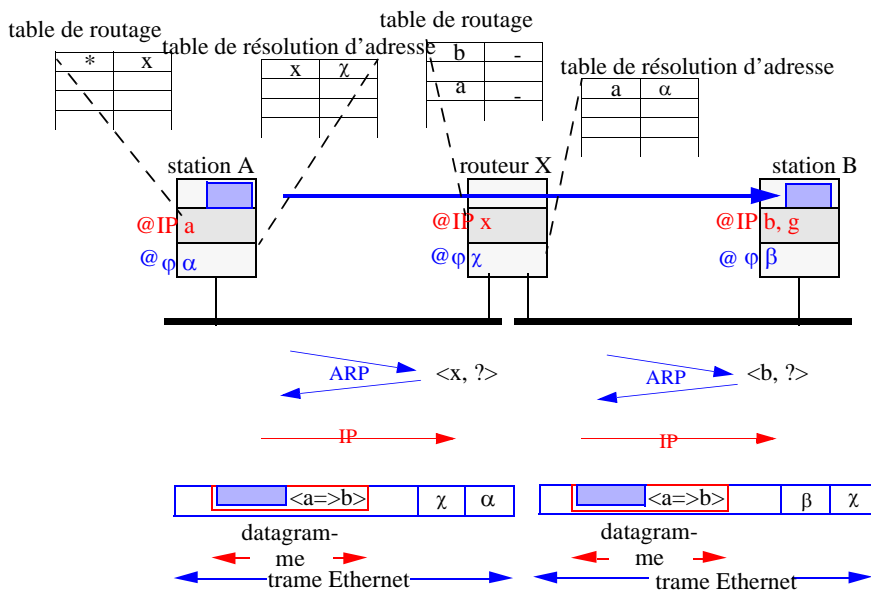 table de routage
* x
table de résolution d'adresse
x χ
table de routage
b -
a -
table de résolution d'adresse
a α
station A
@IP a
@φ α
routeur X
@IP x
@φ χ
station B
@IP b, g
@ φ β
ARP
<x, ?>
ARP
<b, ?>
IP
IP
<a=>b> χ α
datagram-
me
trame Ethernet
<a=>b> β χ
datagram-
me
trame Ethernet